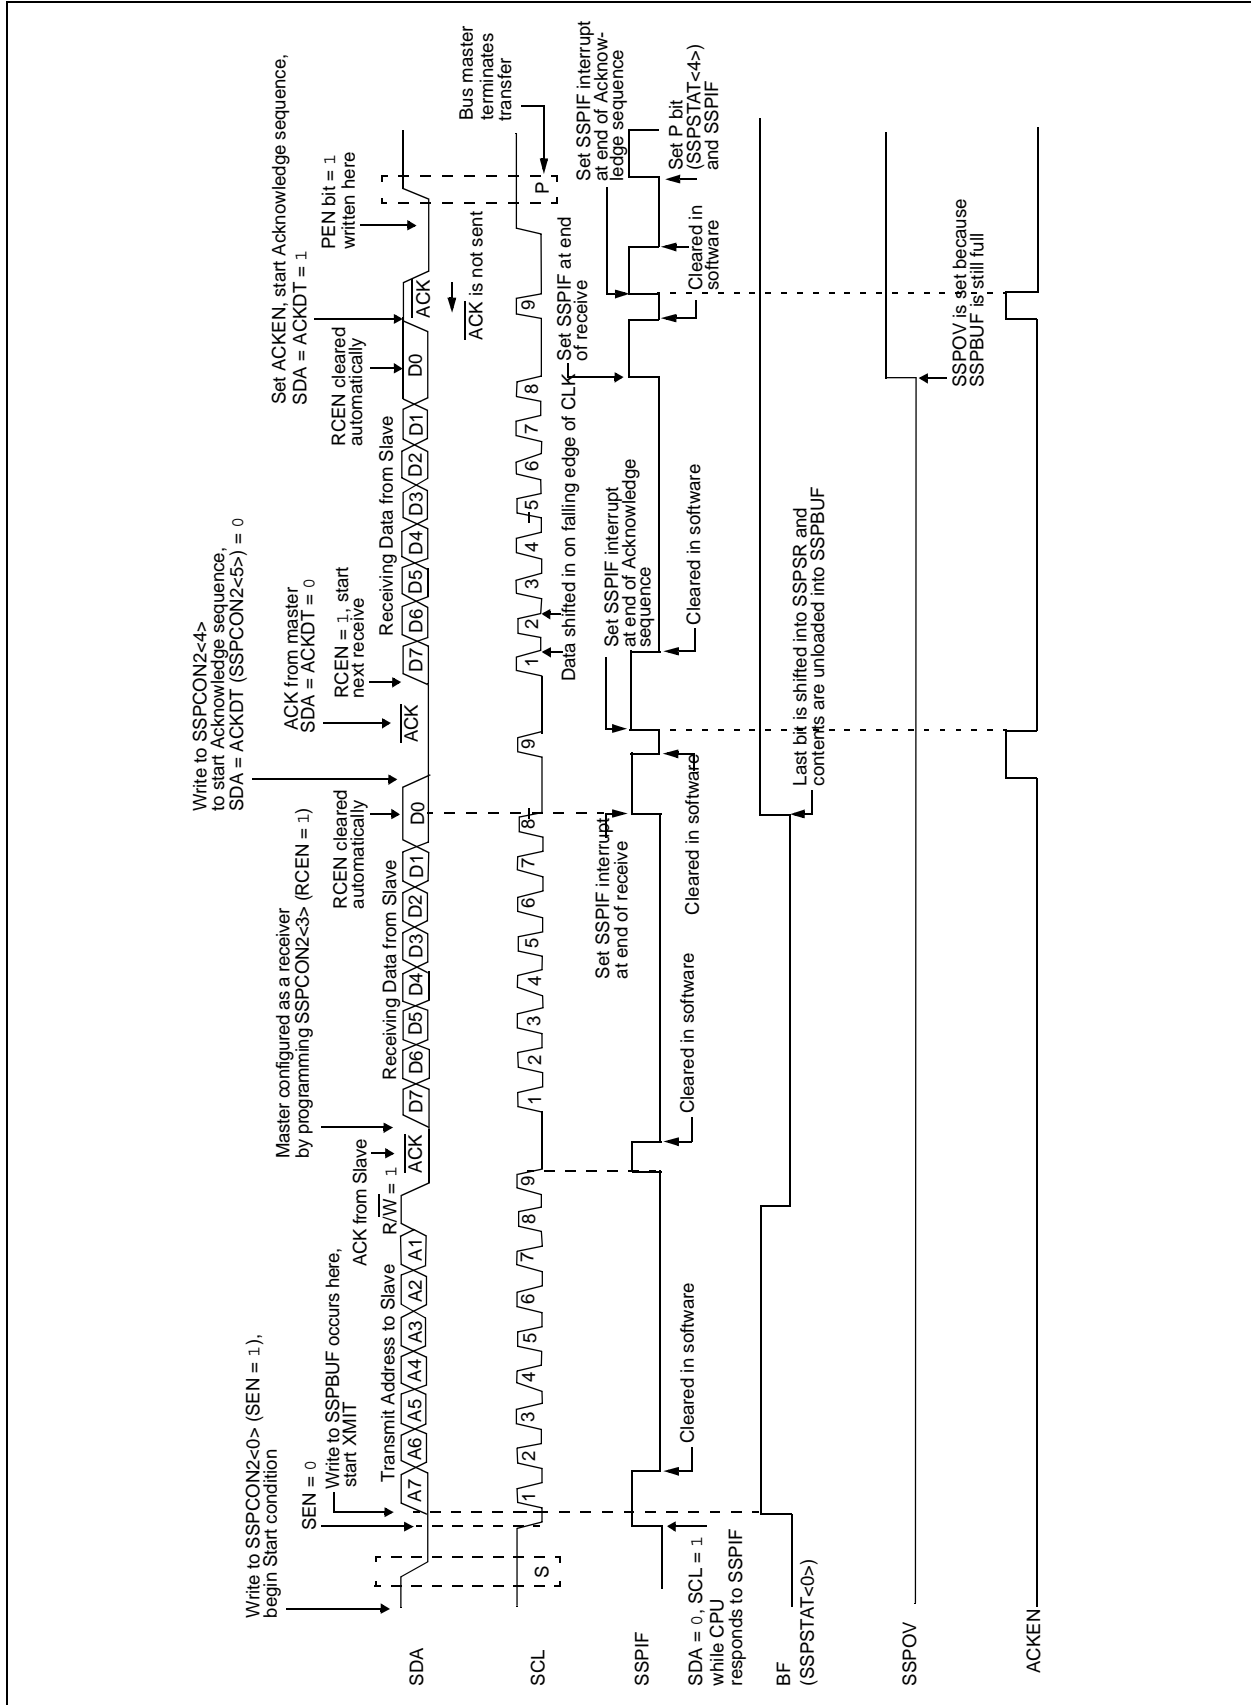 Write to SSPCON2<0> (SEN = 1),
begin Start condition
SEN = 0
Write to SSPBUF occurs here,
start XMIT
Transmit Address to Slave
ACK from Slave
R/W = 1
Master configured as a receiver
by programming SSPCON2<3> (RCEN = 1)
Receiving Data from Slave
RCEN cleared
automatically
Write to SSPCON2<4>
to start Acknowledge sequence,
SDA = ACKDT (SSPCON2<5>) = 0
ACK from master
SDA = ACKDT = 0
RCEN = 1, start
next receive
Receiving Data from Slave
RCEN cleared
automatically
Set ACKEN, start Acknowledge sequence,
SDA = ACKDT = 1
PEN bit = 1
written here
SDA
A7 A6 A5 A4 A3 A2 A1
ACK
D7 D6 D5 D4 D3 D2 D1 D0
ACK
D7 D6 D5 D4 D3 D2 D1 D0
ACK
ACK is not sent
Bus master
terminates
transfer
SCL
S
1 2 3 4 5 6 7 8 9
1 2 3 4 5 6 7 8 9
1 2 3 4 5 6 7 8 9
P
Data shifted in on falling edge of CLK
Set SSPIF at end
of receive
Set SSPIF interrupt
at end of Acknow-
ledge sequence
Set SSPIF interrupt
at end of receive
Set SSPIF interrupt
at end of Acknowledge
sequence
SSPIF
SDA = 0, SCL = 1
while CPU
responds to SSPIF
Cleared in software
Cleared in software
Cleared in software
Cleared in software
Cleared in
software
Set P bit
(SSPSTAT<4>)
and SSPIF
BF
(SSPSTAT<0>)
Last bit is shifted into SSPSR and
contents are unloaded into SSPBUF
SSPOV
SSPOV is set because
SSPBUF is still full
ACKEN